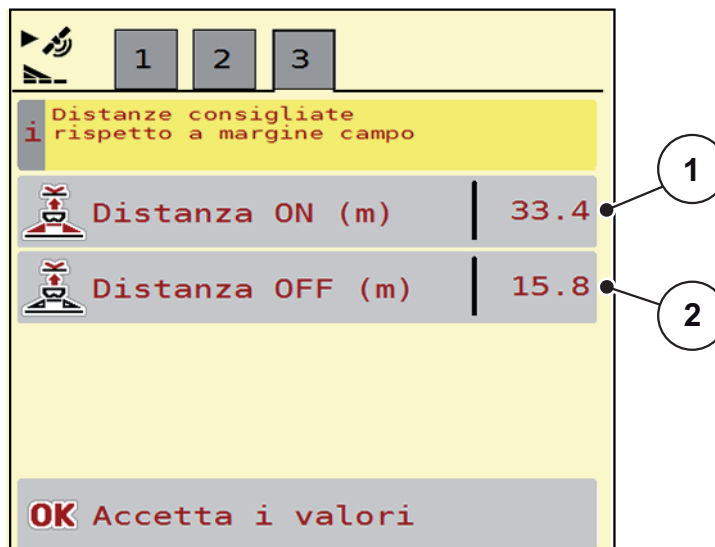 1 2 3
i Distanze consigliate
rispetto a margine campo
Distanza ON (m) 33.4
1
Distanza OFF (m) 15.8
2
OK Accetta i valori